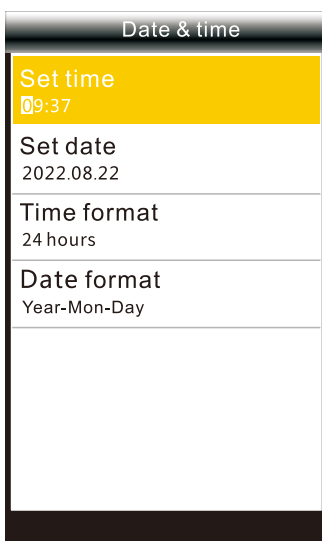 Date & time
Set time
09:37
Set date
2022.08.22
Time format
24 hours
Date format
Year-Mon-Day